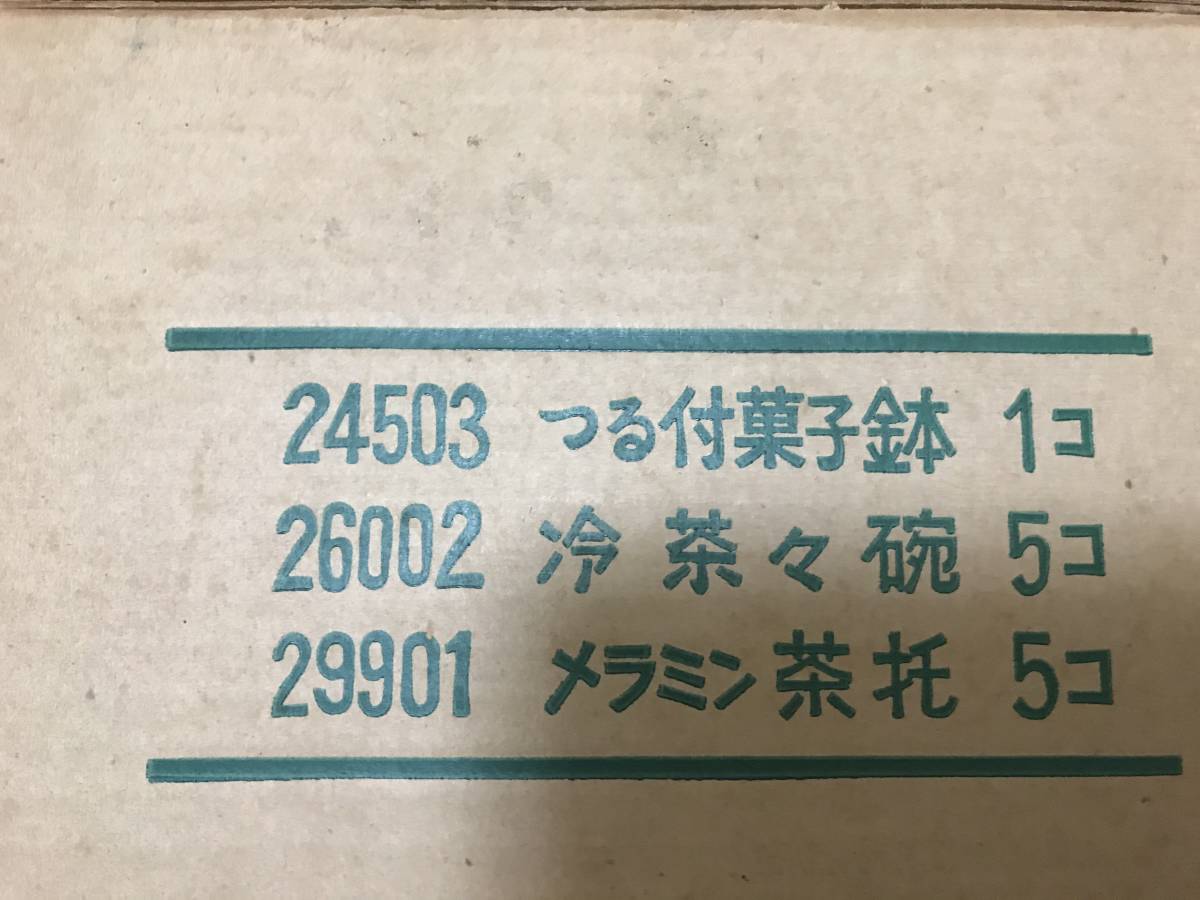 24503 つる付菓子鉢 1コ
26002 冷茶々碗 5コ
29901 メラミン茶托 5コ